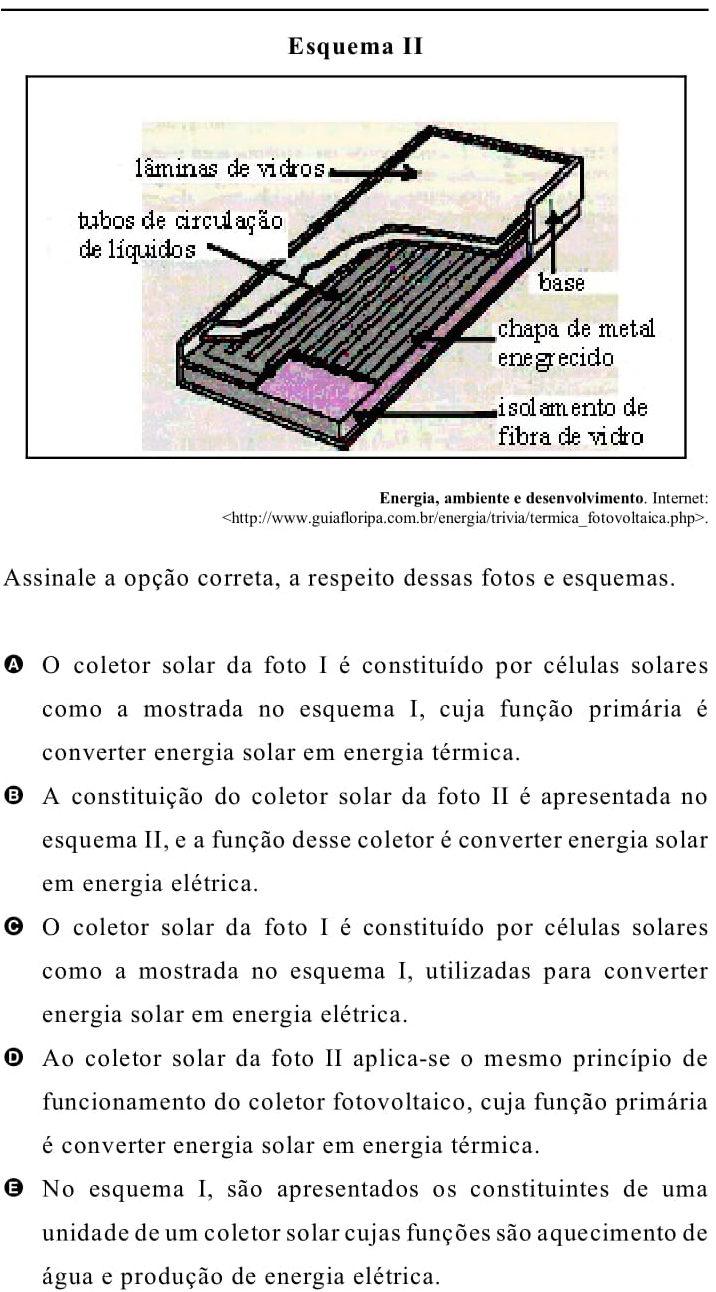 Esquema II
lâminas de vidros
tubos de circulação
de líquidos
base
chapa de metal
enegrecido
isolamento de
fibra de vidro
Energia, ambiente e desenvolvimento. Internet:
<http://www.guiafloripa.com.br/energia/trivia/termica_fotovoltaica.php>.
Assinale a opção correta, a respeito dessas fotos e esquemas.
A O coletor solar da foto I é constituído por células solares
como a mostrada no esquema I, cuja função primária é
converter energia solar em energia térmica.
B A constituição do coletor solar da foto II é apresentada no
esquema II, e a função desse coletor é converter energia solar
em energia elétrica.
C O coletor solar da foto I é constituído por células solares
como a mostrada no esquema I, utilizadas para converter
energia solar em energia elétrica.
D Ao coletor solar da foto II aplica-se o mesmo princípio de
funcionamento do coletor fotovoltaico, cuja função primária
é converter energia solar em energia térmica.
E No esquema I, são apresentados os constituintes de uma
unidade de um coletor solar cujas funções são aquecimento de
água e produção de energia elétrica.